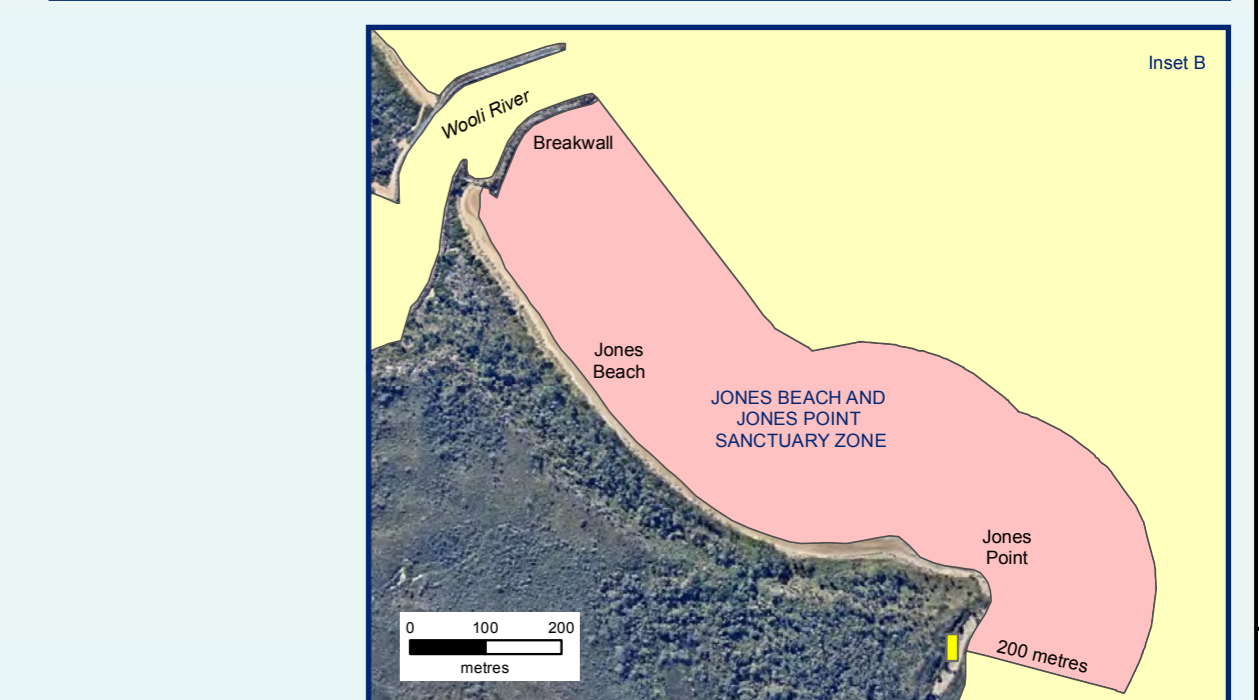 Inset B
Wooli River
Breakwall
Jones
Beach
JONES BEACH AND
JONES POINT
SANCTUARY ZONE
Jones
Point
200 metres
0 100 200
metres